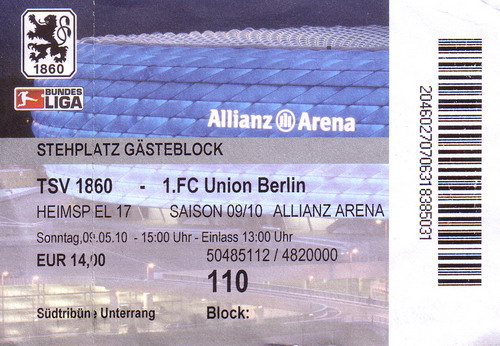 1860
BUNDES
LIGA
Allianz Arena
STEHPLATZ GÄSTEBLOCK
TSV 1860 - 1.FC Union Berlin
HEIMSP EL 17 SAISON 09/10 ALLIANZ ARENA
Sonntag,09.05.10 - 15:00 Uhr - Einlass 13:00 Uhr
EUR 14,00 50485112 / 4820000
110
Südtribüne Unterrang Block:
2046027070631838503​1